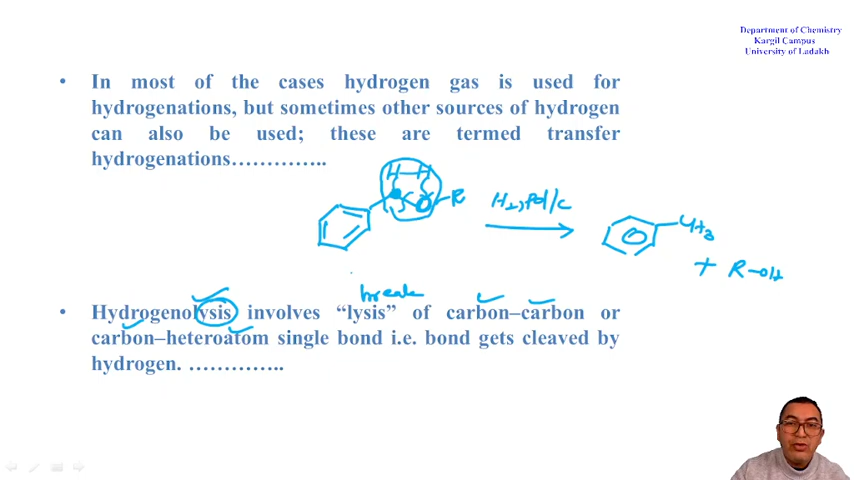 Department of Chemistry
Kargil Campus
University of Ladakh
• In most of the cases hydrogen gas is used for
hydrogenations, but sometimes other sources of hydrogen
can also be used; these are termed transfer
hydrogenations…………..
H–H
O–R
H₂, Pd/C
CH₃
+ R–OH
break
• Hydrogenolysis involves “lysis” of carbon–carbon or
carbon–heteroatom single bond i.e. bond gets cleaved by
hydrogen. …………..